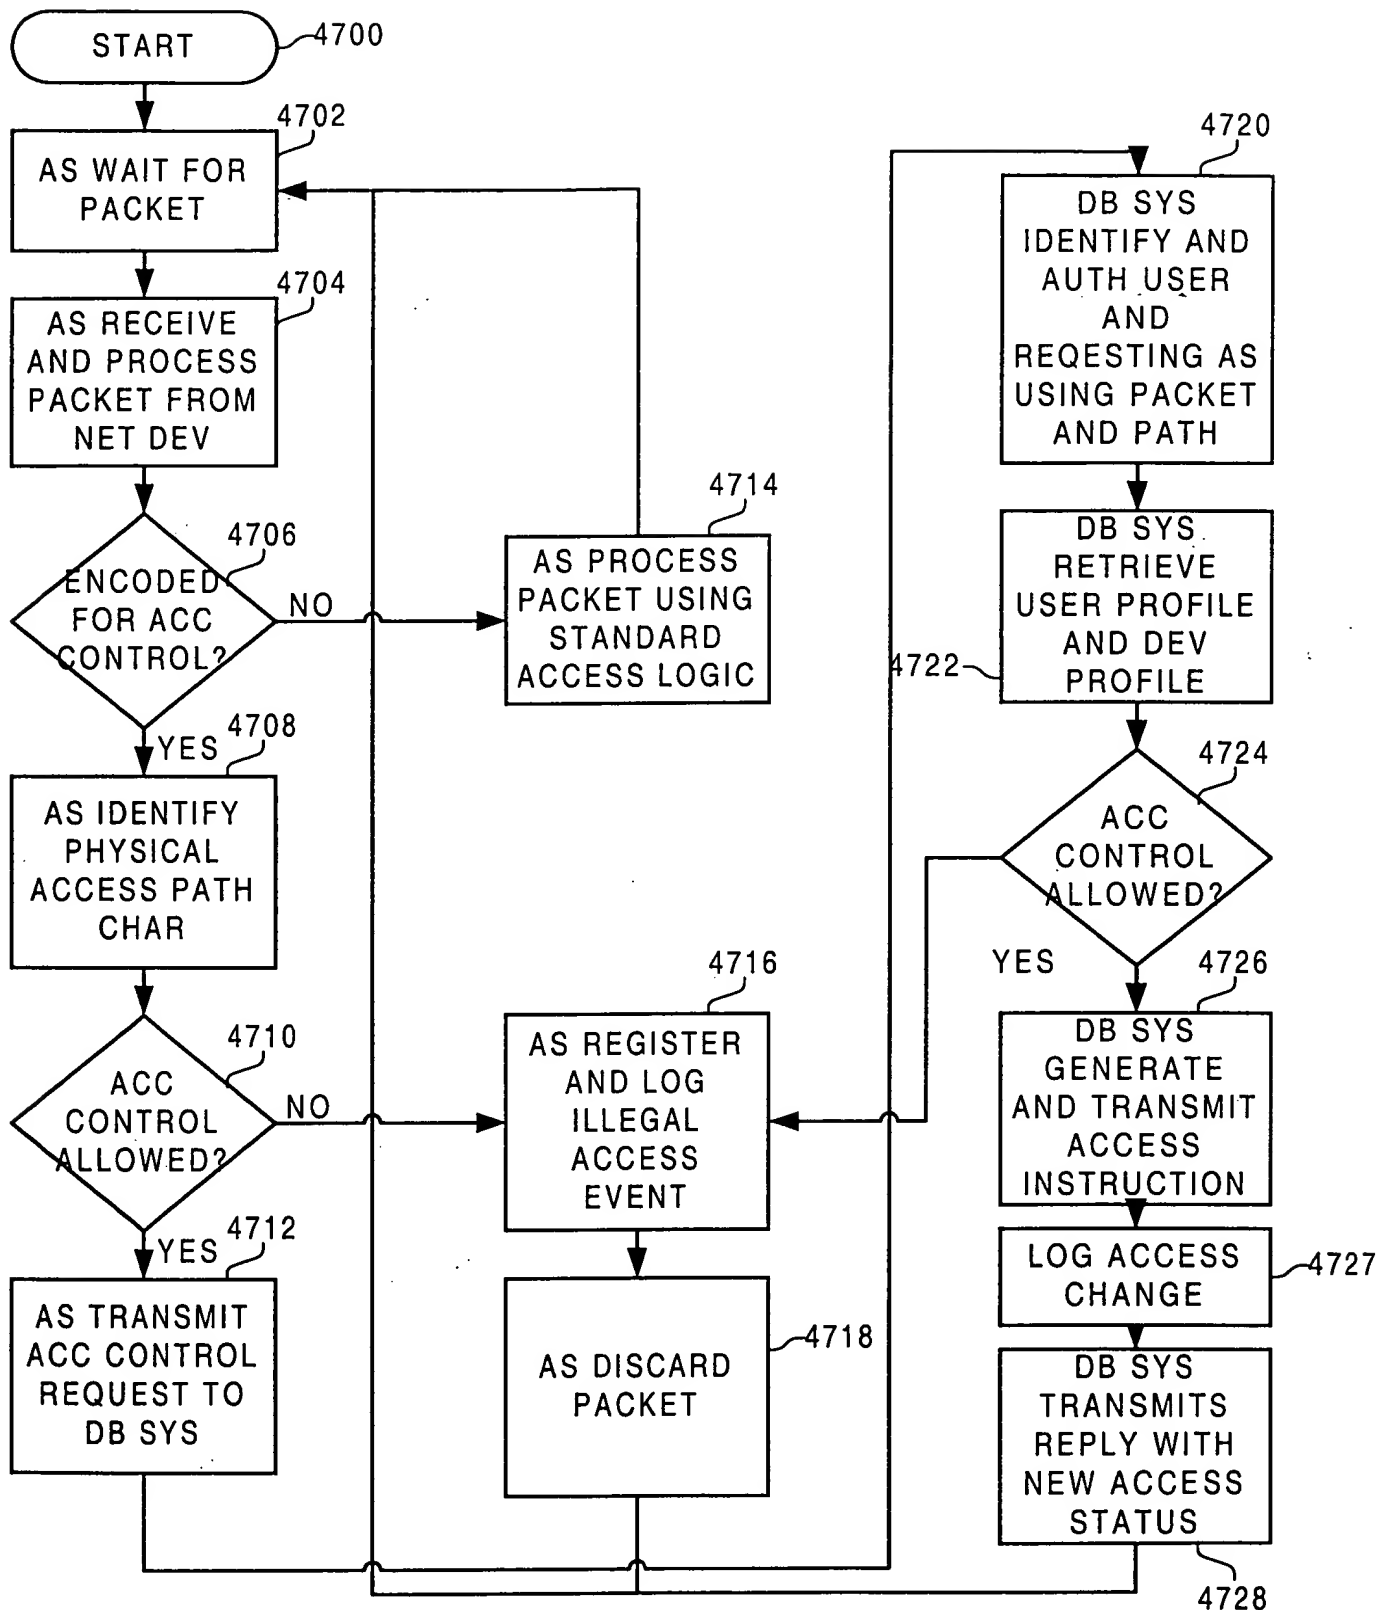 START
4700
4702
AS WAIT FOR
PACKET
4704
AS RECEIVE
AND PROCESS
PACKET FROM
NET DEV
4706
ENCODED
FOR ACC
CONTROL?
NO
YES
4714
AS PROCESS
PACKET USING
STANDARD
ACCESS LOGIC
4708
AS IDENTIFY
PHYSICAL
ACCESS PATH
CHAR
4710
ACC
CONTROL
ALLOWED?
NO
YES
4716
AS REGISTER
AND LOG
ILLEGAL
ACCESS
EVENT
4712
AS TRANSMIT
ACC CONTROL
REQUEST TO
DB SYS
4718
AS DISCARD
PACKET
4720
DB SYS
IDENTIFY AND
AUTH USER
AND
REQESTING AS
USING PACKET
AND PATH
4722
DB SYS
RETRIEVE
USER PROFILE
AND DEV
PROFILE
4724
ACC
CONTROL
ALLOWED?
YES
4726
DB SYS
GENERATE
AND TRANSMIT
ACCESS
INSTRUCTION
LOG ACCESS
CHANGE
4727
DB SYS
TRANSMITS
REPLY WITH
NEW ACCESS
STATUS
4728